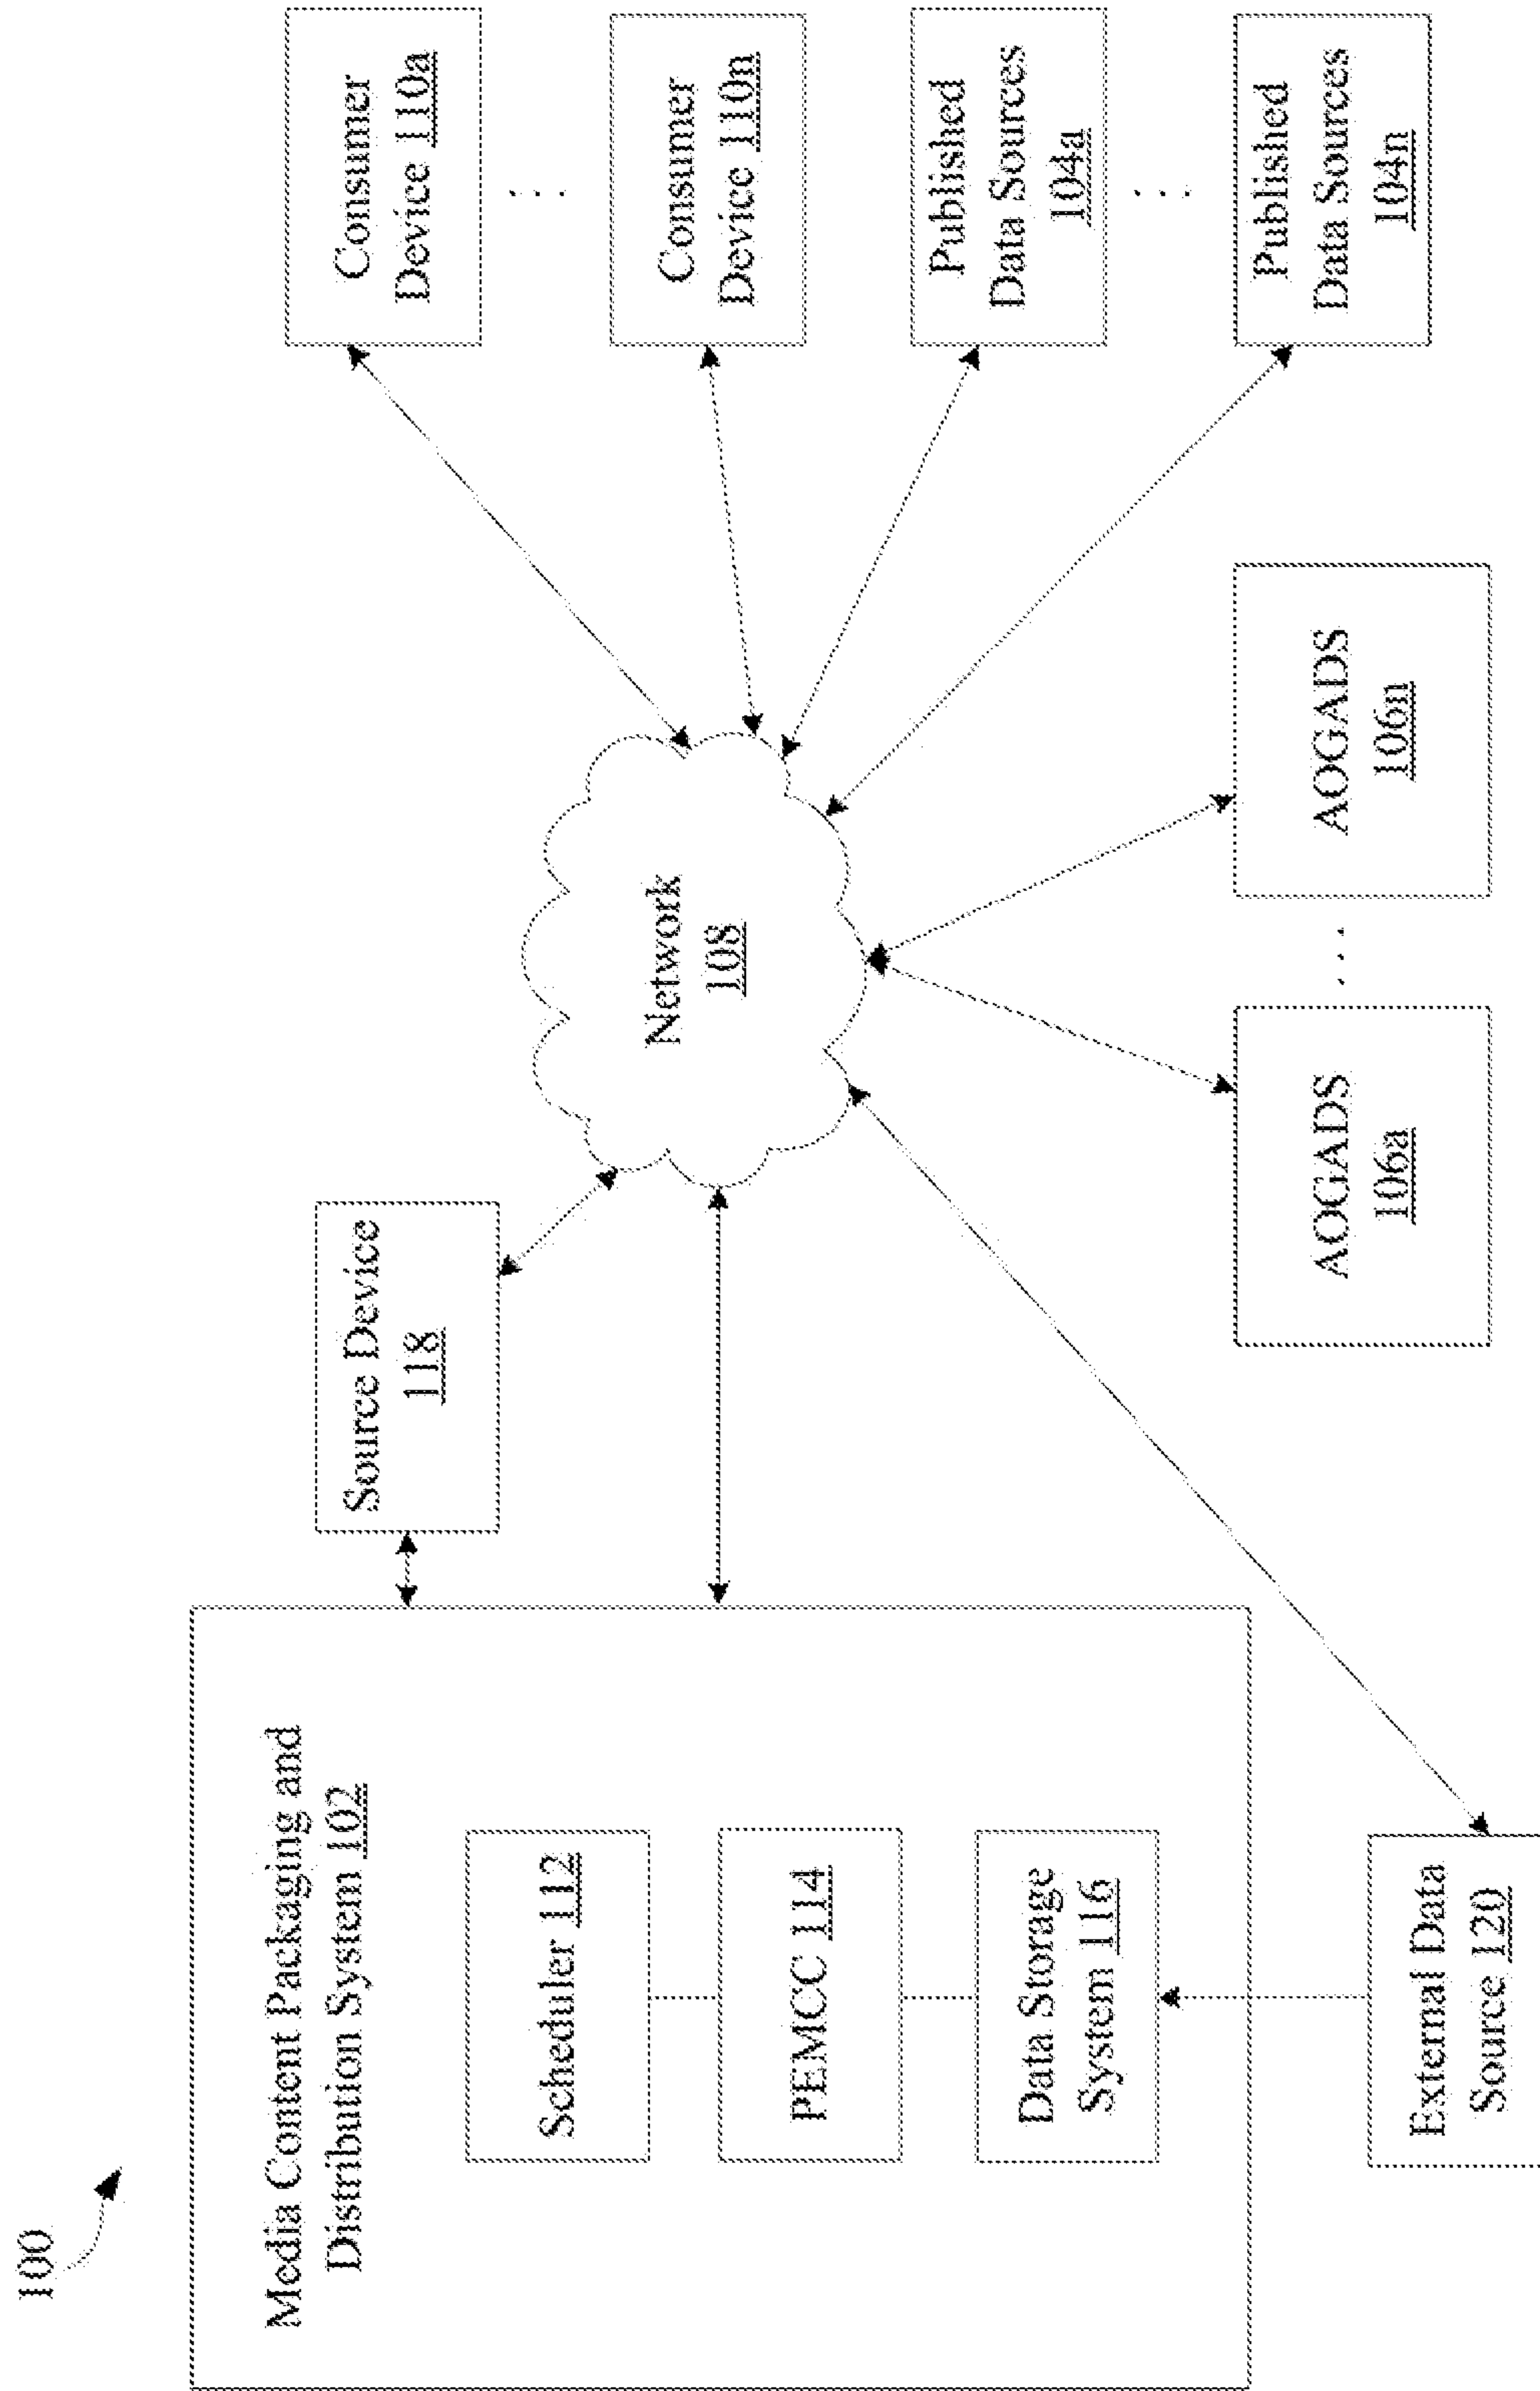 100
Media Content Packaging and
Distribution System 102
Scheduler 112
PEMCC 114
Data Storage
System 116
External Data
Source 120
Source Device
118
Network
108
AOGADS
106a
. . .
AOGADS
106n
Consumer
Device 110a
. . .
Consumer
Device 110n
Published
Data Sources
104a
. . .
Published
Data Sources
104n